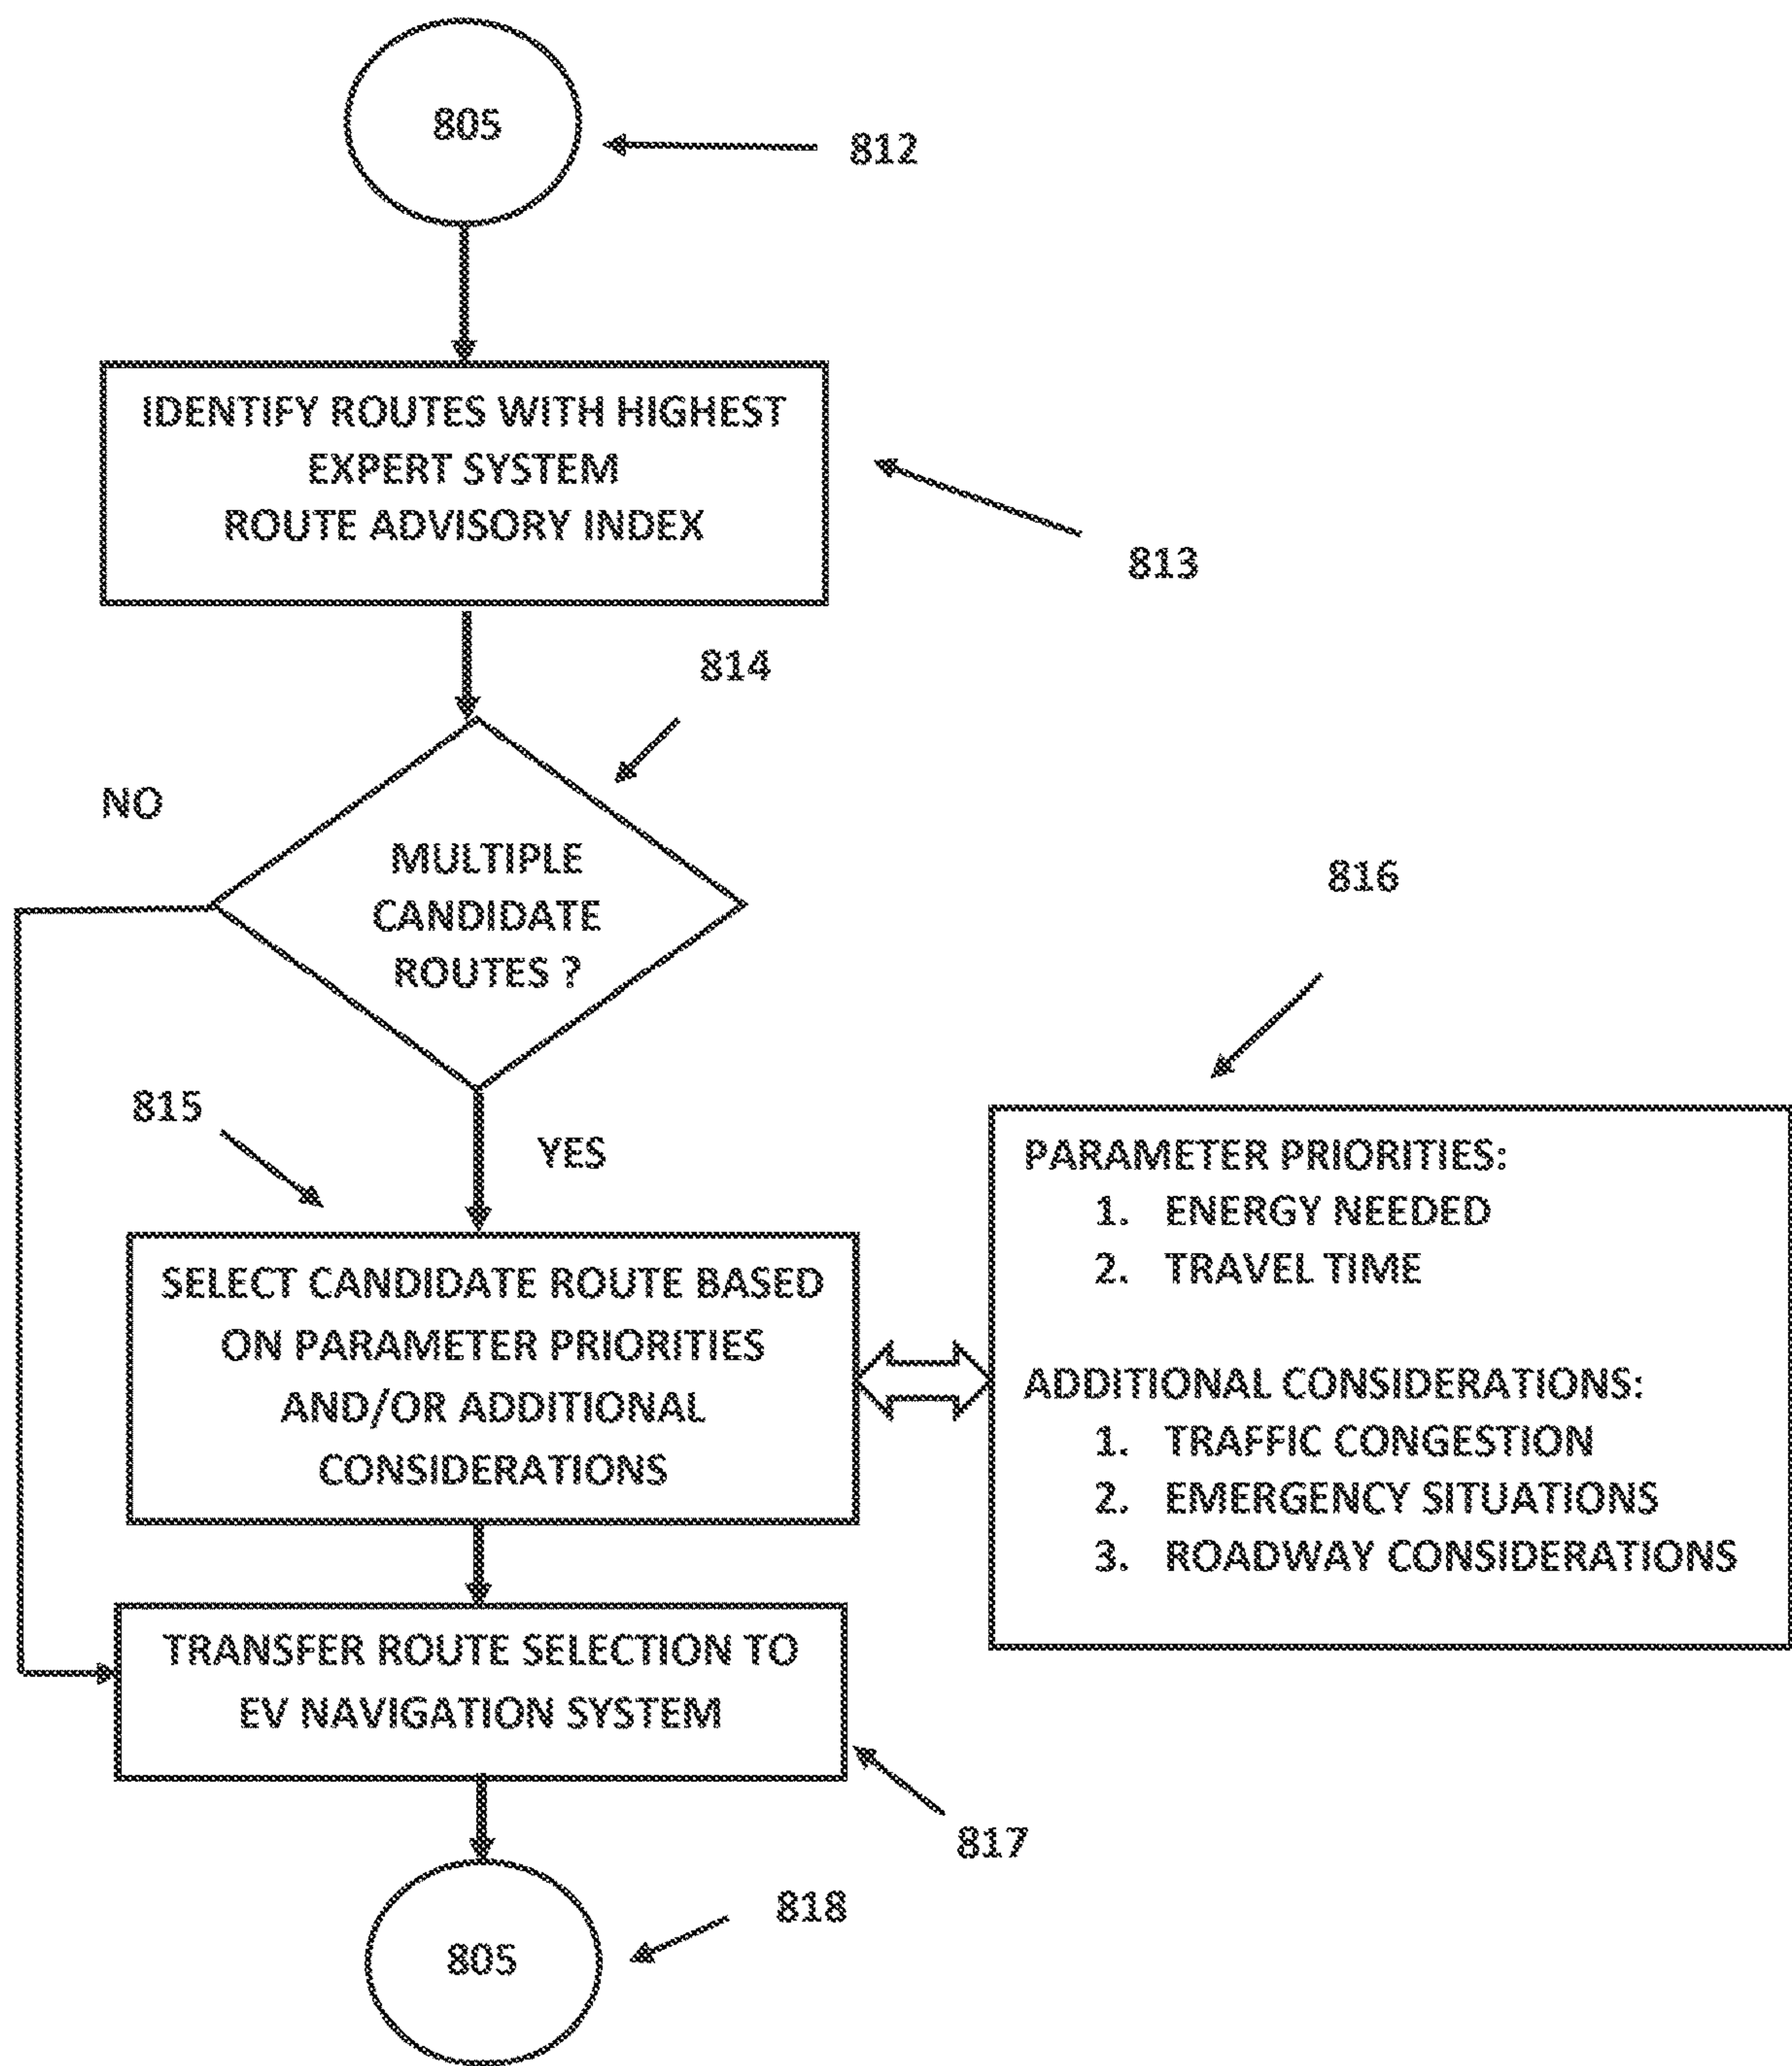 805
812
IDENTIFY ROUTES WITH HIGHEST
EXPERT SYSTEM
ROUTE ADVISORY INDEX
813
814
NO
MULTIPLE
CANDIDATE
ROUTES ?
816
815
YES
SELECT CANDIDATE ROUTE BASED
ON PARAMETER PRIORITIES
AND/OR ADDITIONAL
CONSIDERATIONS
PARAMETER PRIORITIES:
1. ENERGY NEEDED
2. TRAVEL TIME
ADDITIONAL CONSIDERATIONS:
1. TRAFFIC CONGESTION
2. EMERGENCY SITUATIONS
3. ROADWAY CONSIDERATIONS
TRANSFER ROUTE SELECTION TO
EV NAVIGATION SYSTEM
817
818
805